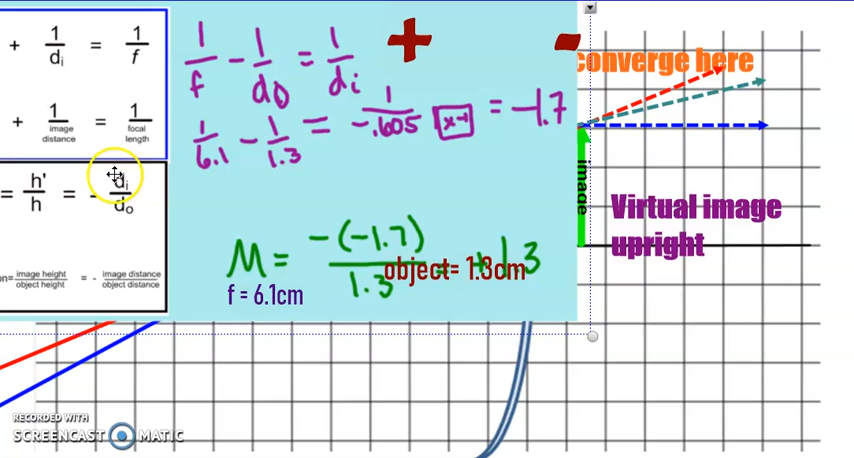 + 1/di = 1/f
+ 1/image distance = 1/focal length
= h'/h = - di/do
on= image height/object height = - image distance/object distance
1/f - 1/do = 1/di
+ -
1/6.1 - 1/1.3 = 1/-.605 x-1 = -1.7
M = -(-1.7)/1.3 = +1.3
object= 1.3cm
f = 6.1cm
converge here
image
Virtual image
upright
RECORDED WITH
SCREENCAST MATIC